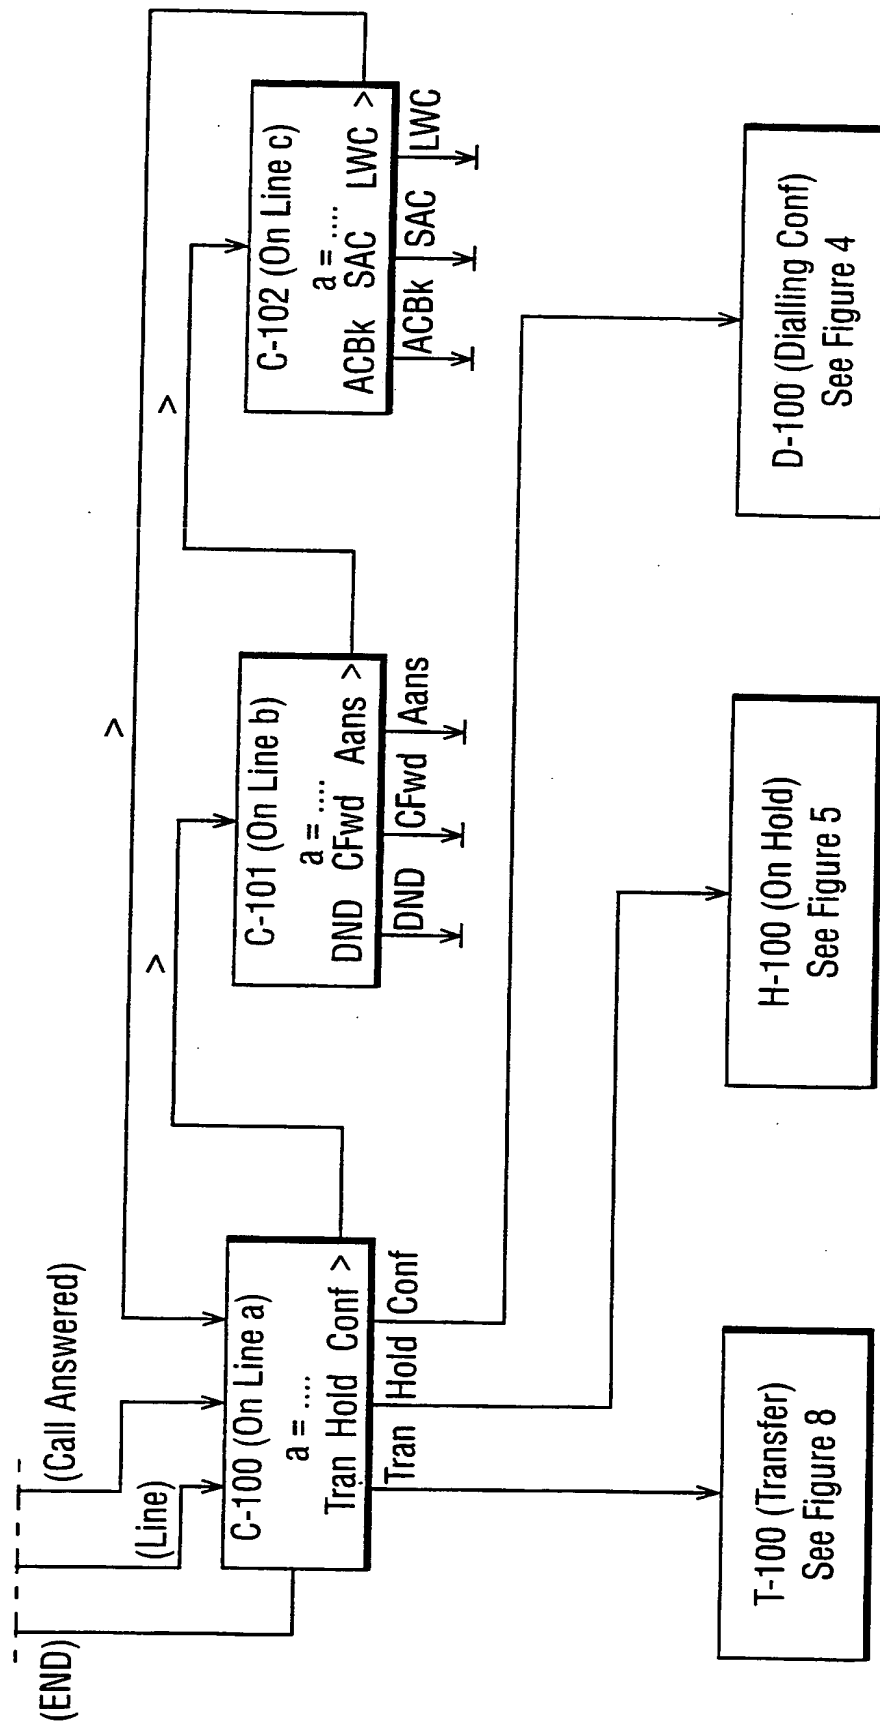 (END)
(Line)
(Call Answered)
>
>
>
C-100 (On Line a)
a = ....
Tran Hold Conf >
Tran
Hold
Conf
C-101 (On Line b)
a = ....
DND CFwd Aans >
DND
CFwd
Aans
C-102 (On Line c)
a = ....
ACBk SAC LWC >
ACBk
SAC
LWC
T-100 (Transfer)
See Figure 8
H-100 (On Hold)
See Figure 5
D-100 (Dialling Conf)
See Figure 4